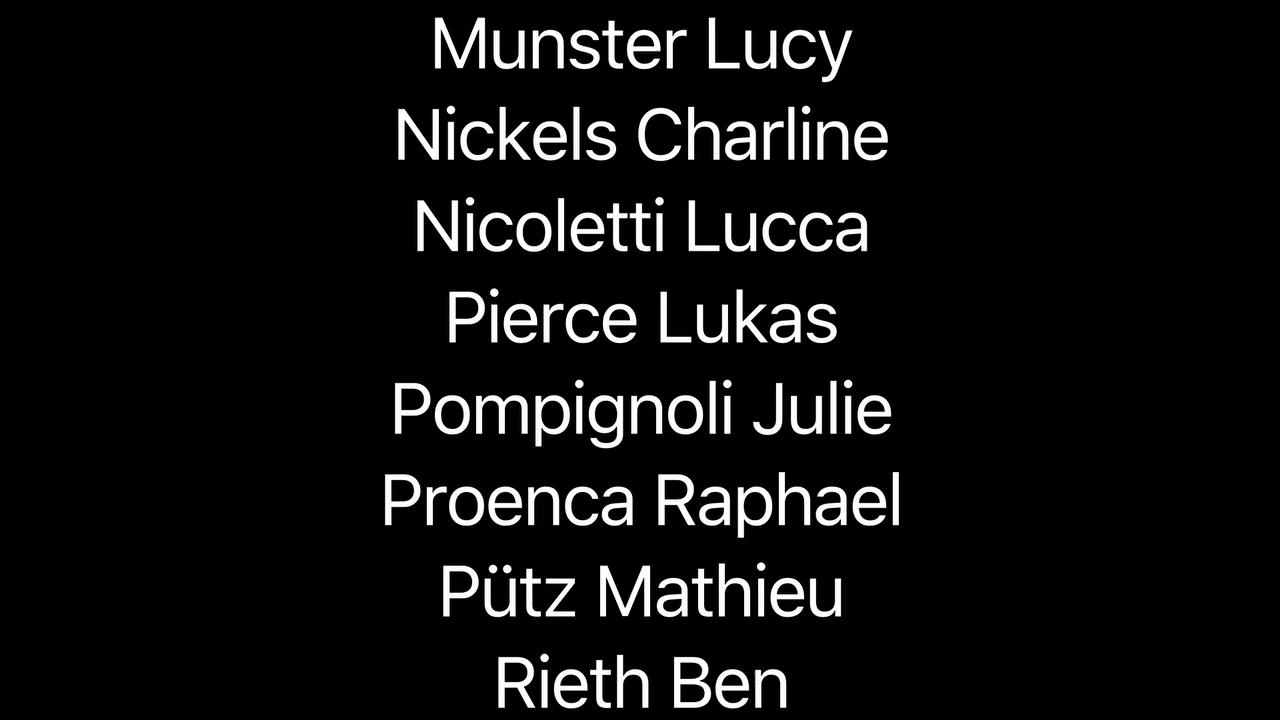 Munster Lucy
Nickels Charline
Nicoletti Lucca
Pierce Lukas
Pompignoli Julie
Proenca Raphael
Pütz Mathieu
Rieth Ben